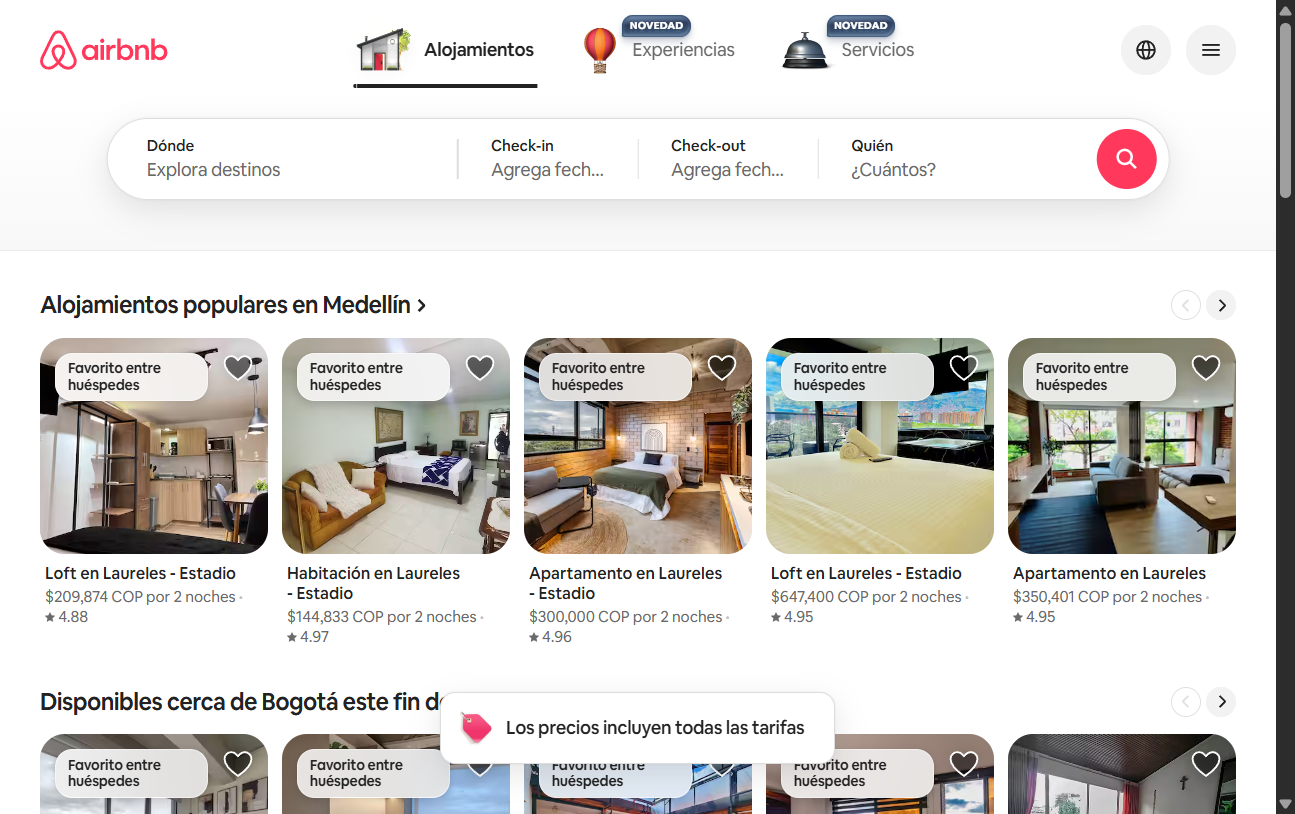 airbnb
Alojamientos
NOVEDAD
Experiencias
NOVEDAD
Servicios
Dónde
Explora destinos
Check-in
Agrega fech...
Check-out
Agrega fech...
Quién
¿Cuántos?
Alojamientos populares en Medellín
Favorito entre
huéspedes
Favorito entre
huéspedes
Favorito entre
huéspedes
Favorito entre
huéspedes
Favorito entre
huéspedes
Loft en Laureles - Estadio
$209,874 COP por 2 noches ·
★ 4.88
Habitación en Laureles
- Estadio
$144,833 COP por 2 noches ·
★ 4.97
Apartamento en Laureles
- Estadio
$300,000 COP por 2 noches ·
★ 4.96
Loft en Laureles - Estadio
$647,400 COP por 2 noches ·
★ 4.95
Apartamento en Laureles
$350,401 COP por 2 noches ·
★ 4.95
Disponibles cerca de Bogotá este fin
Los precios incluyen todas las tarifas
Favorito entre
huéspedes
Favorito entre
huéspedes
Favorito entre
huéspedes
Favorito entre
huéspedes